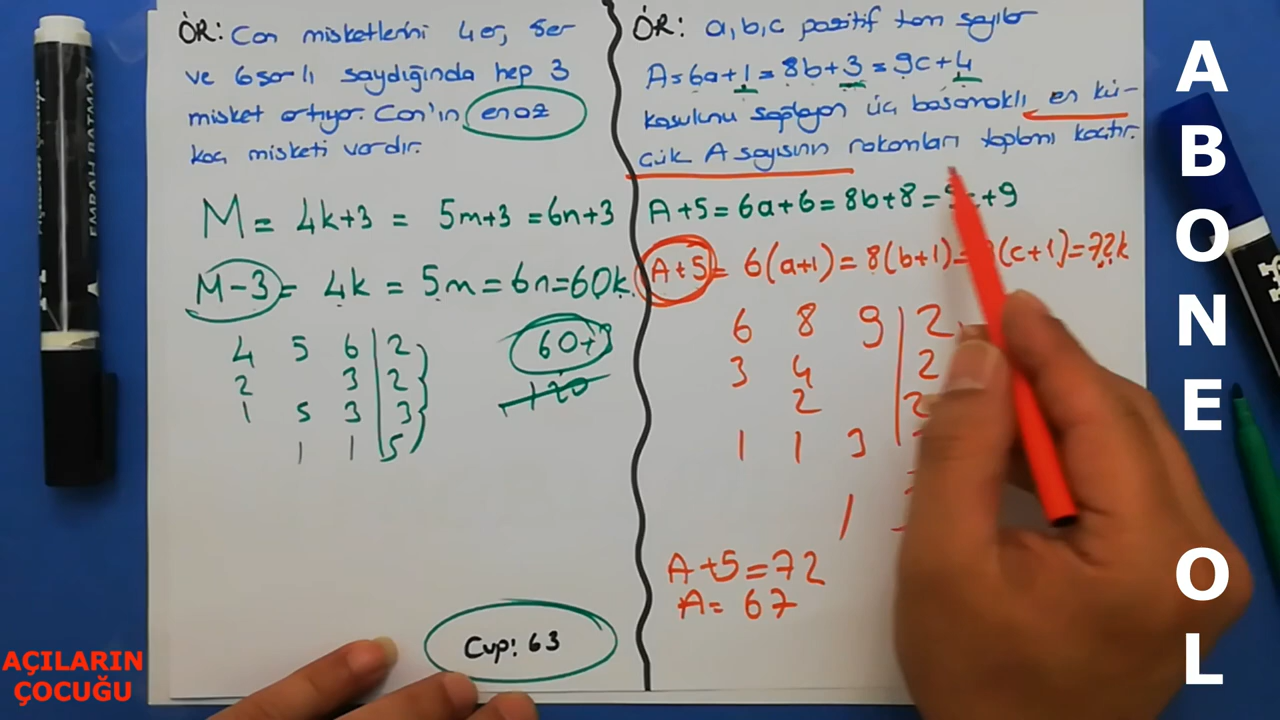 ÖR: Can misketlerini 4er, 5er
ve 6şarlı saydığında hep 3
misket artıyor. Can'ın en az
kaç misketi vardır.
M = 4k+3 = 5m+3 = 6n+3
M-3 = 4k = 5m = 6n = 60k
4 5 6 | 2
2 3 | 2
1 5 3 | 3
1 1 | 5
60+3
120
Cvp: 63
ÖR: a,b,c pozitif tam sayılar
A = 6a+1 = 8b+3 = 9c+4
koşulunu sağlayan üç basamaklı en kü-
çük A sayısının rakamları toplamı kaçtır.
A+5 = 6a+6 = 8b+8 = 9c+9
A+5 = 6(a+1) = 8(b+1) = 9(c+1) = 72k
6 8 9 | 2
3 4 | 2
2 | 2
1 1 3
1
A+5=72
A= 67
ABONE OL
AÇILARIN
ÇOCUĞU